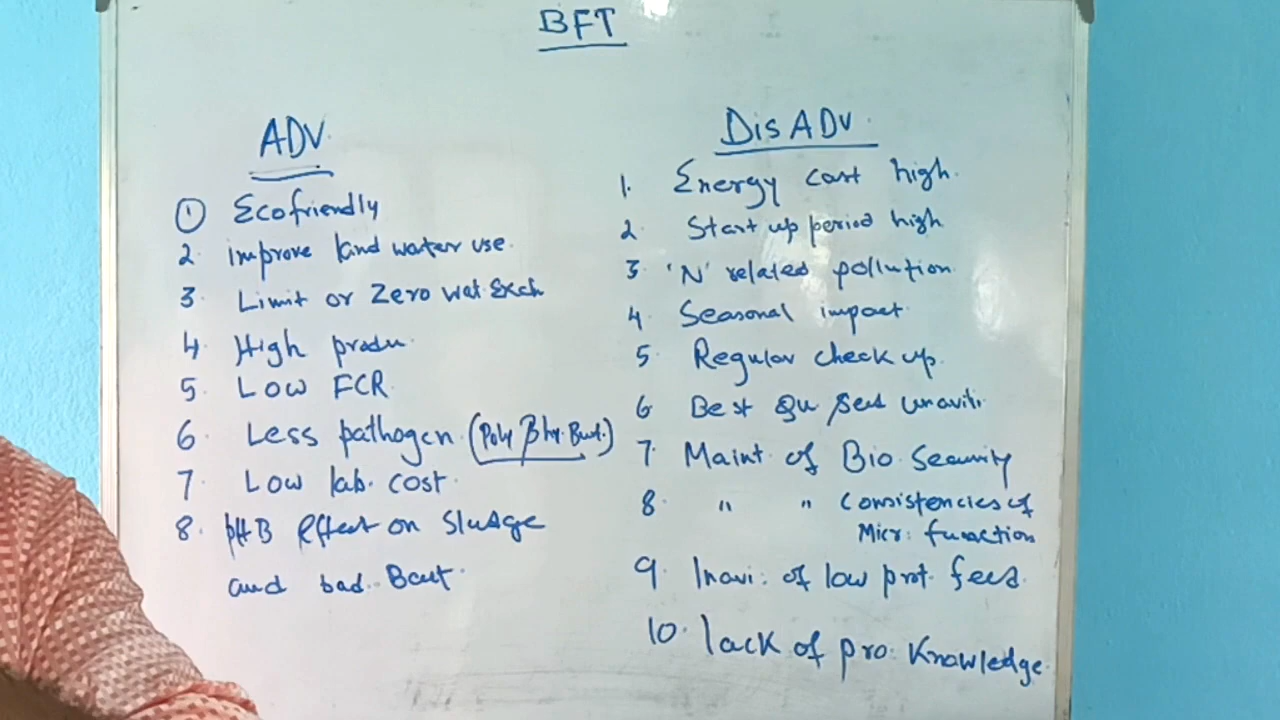 BFT
ADV.
① Ecofriendly
2. improve land water use.
3. Limit or Zero Wat. Exch
4. High produ.
5. Low FCR.
6. Less pathogen. (Poly β hy. But.)
7. Low lab. cost.
8. pHB effect on Sludge
and bad. Bact.
DisADV.
1. Energy cost high.
2. Start up period high
3. 'N' related pollution
4. Seasonal impact
5. Regular check up.
6. Best Qu seed unaviti.
7. Maint. of Bio. Security
8. " " Consistencies of
Micr: function
9. Inavi: of low prot. feed.
10. lack of pro. Knowledge.